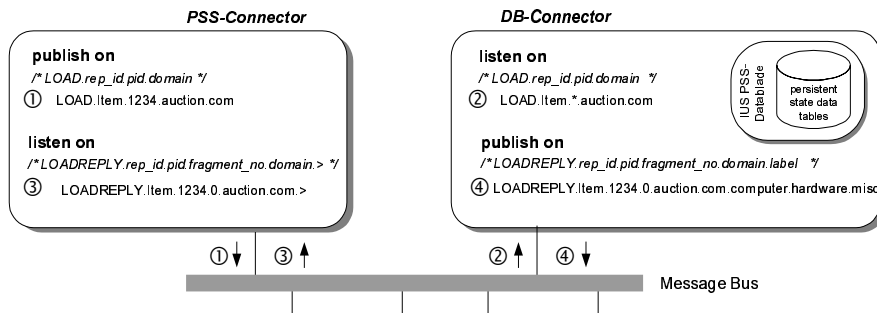 PSS-Connector
publish on
/* LOAD.rep_id.pid.domain */
① LOAD.Item.1234.auction.com
listen on
/* LOADREPLY.rep_id.pid.fragment_no.domain.> */
③ LOADREPLY.Item.1234.0.auction.com.>
DB-Connector
listen on
/* LOAD.rep_id.pid.domain */
② LOAD.Item.*.auction.com
IUS PSS-
Datablade
persistent
state data
tables
publish on
/* LOADREPLY.rep_id.pid.fragment_no.domain.label */
④ LOADREPLY.Item.1234.0.auction.com.computer.hardware.misc
① ③ ② ④
Message Bus